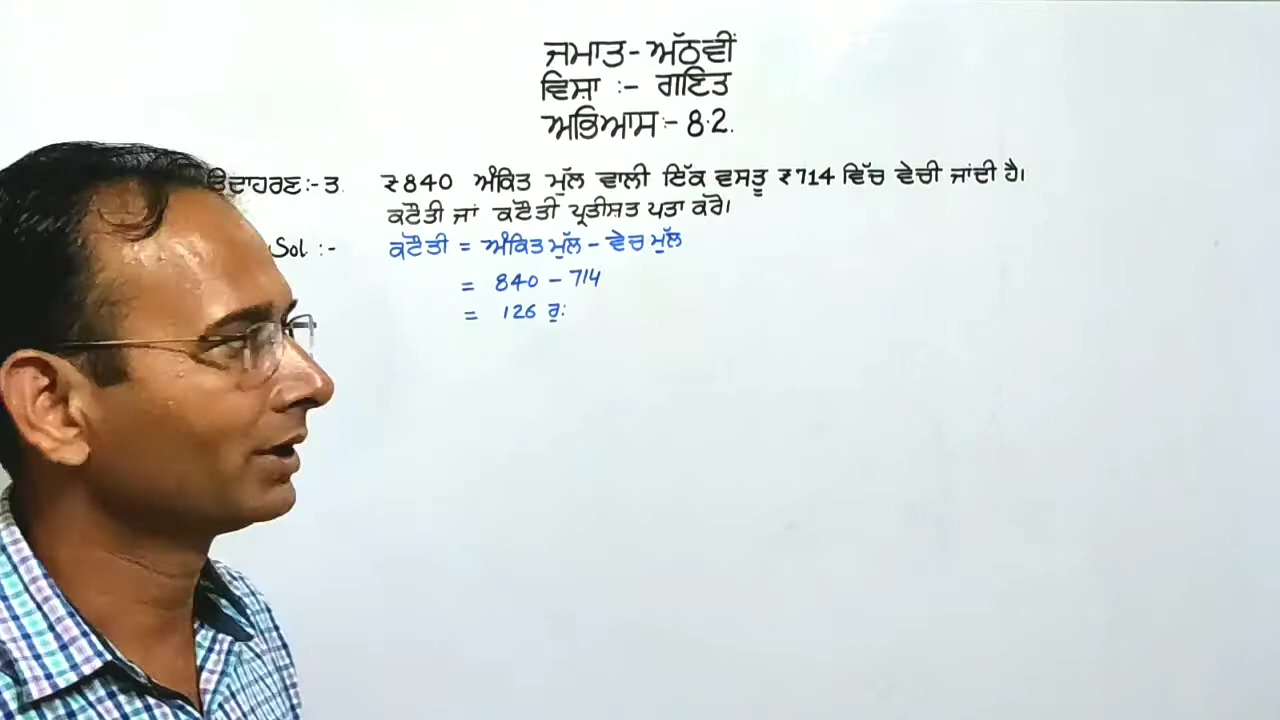 ਜਮਾਤ - ਅੱਠਵੀਂ
ਵਿਸ਼ਾ :- ਗਣਿਤ
ਅਭਿਆਸ :- 8.2.
ਉਦਾਹਰਣ:- ਤ. ₹840 ਅੰਕਿਤ ਮੁੱਲ ਵਾਲੀ ਇੱਕ ਵਸਤੂ ₹714 ਵਿੱਚ ਵੇਚੀ ਜਾਂਦੀ ਹੈ।
ਕਟੌਤੀ ਜਾਂ ਕਟੌਤੀ ਪ੍ਰਤੀਸ਼ਤ ਪਤਾ ਕਰੋ।
Sol :- ਕਟੌਤੀ = ਅੰਕਿਤ ਮੁੱਲ - ਵੇਚ ਮੁੱਲ
= 840 - 714
= 126 ਰੁ: